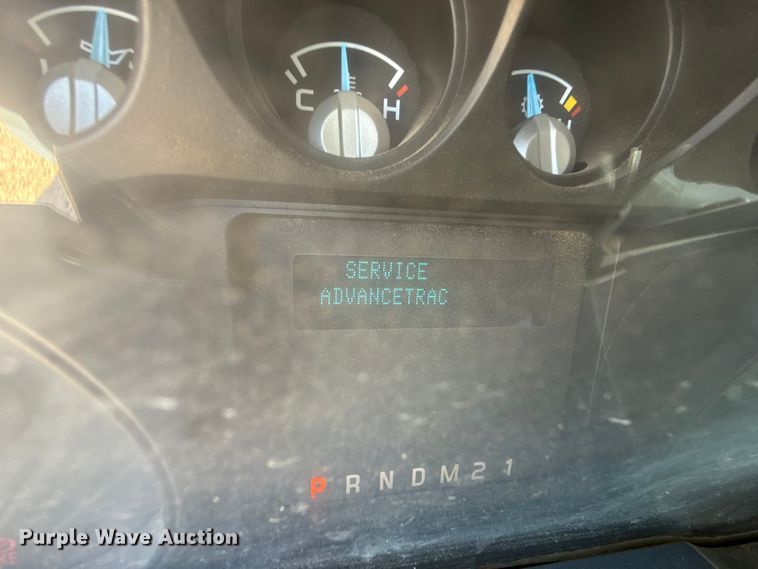 C H
SERVICE
ADVANCETRAC
P R N D M 2 1
Purple Wave Auction